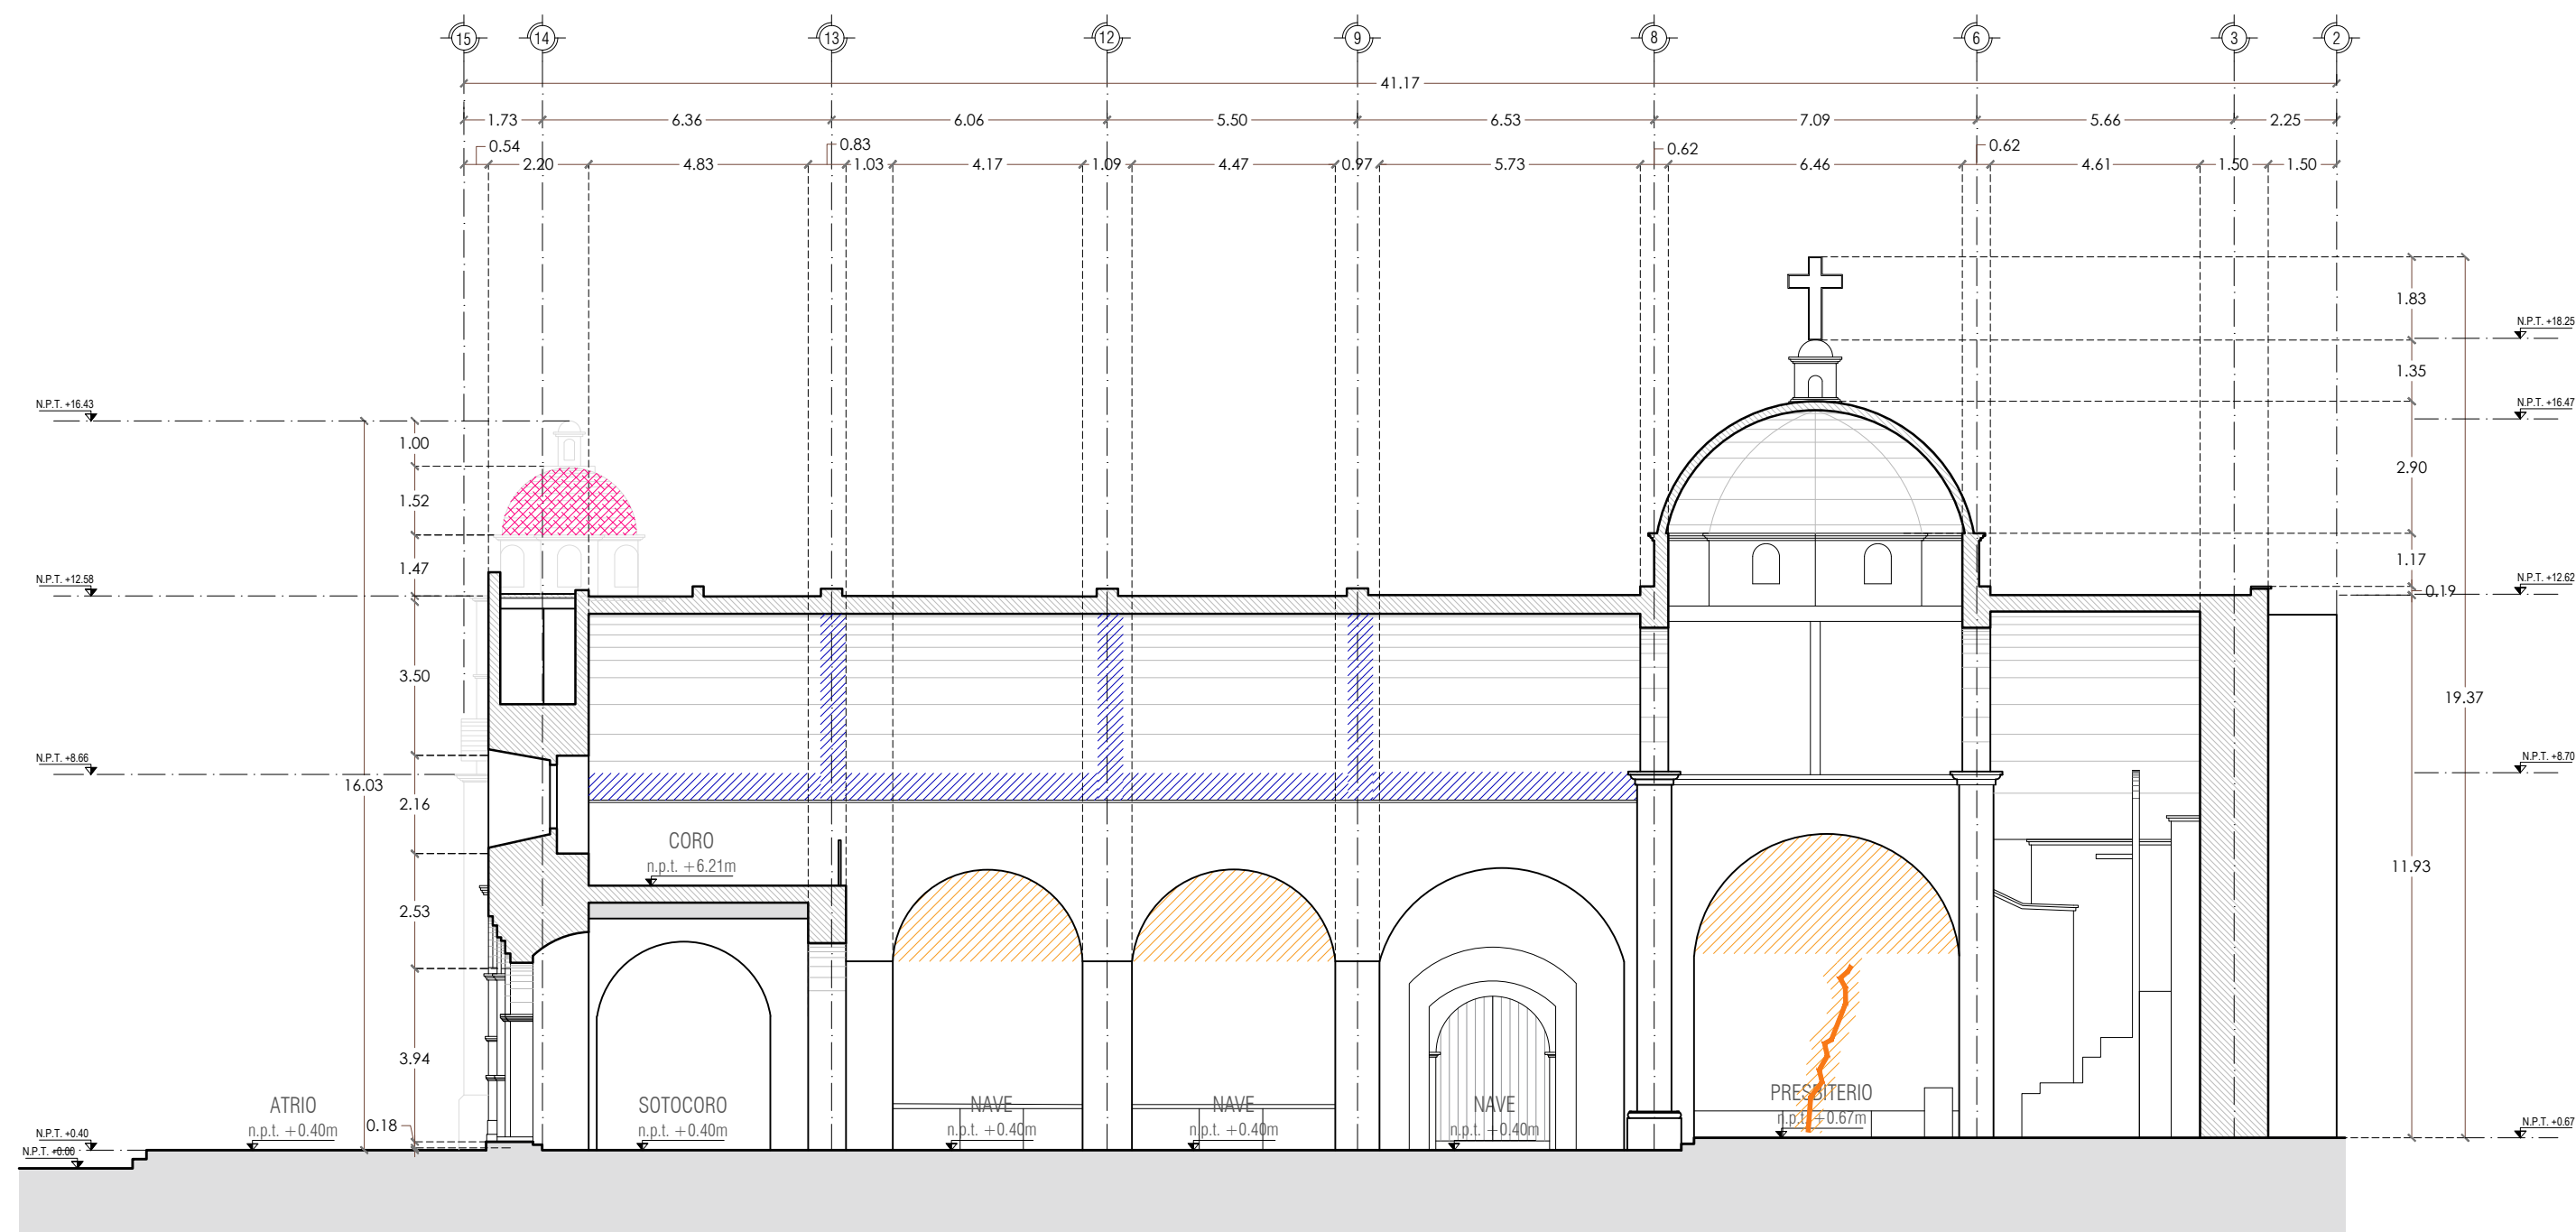 15 14 13 12 9 8 6 3 2
41.17
1.73 6.36 6.06 5.50 6.53 7.09 5.66 2.25
0.54 0.83 0.62 0.62
2.20 4.83 1.03 4.17 1.09 4.47 0.97 5.73 6.46 4.61 1.50 1.50
1.83
N.P.T. +18.25
1.35
N.P.T. +16.43
N.P.T. +16.47
1.00
2.90
1.52
1.47
1.17
N.P.T. +12.58
N.P.T. +12.62
0.19
3.50
19.37
N.P.T. +8.66
N.P.T. +8.70
16.03
2.16
CORO
n.p.t. +6.21m
11.93
2.53
3.94
ATRIO
n.p.t. +0.40m
SOTOCORO
n.p.t. +0.40m
NAVE
n.p.t. +0.40m
NAVE
n.p.t. +0.40m
NAVE
n.p.t. +0.40m
PRESBITERIO
n.p.t. +0.67m
0.18
N.P.T. +0.40
N.P.T. +0.67
N.P.T. +0.00